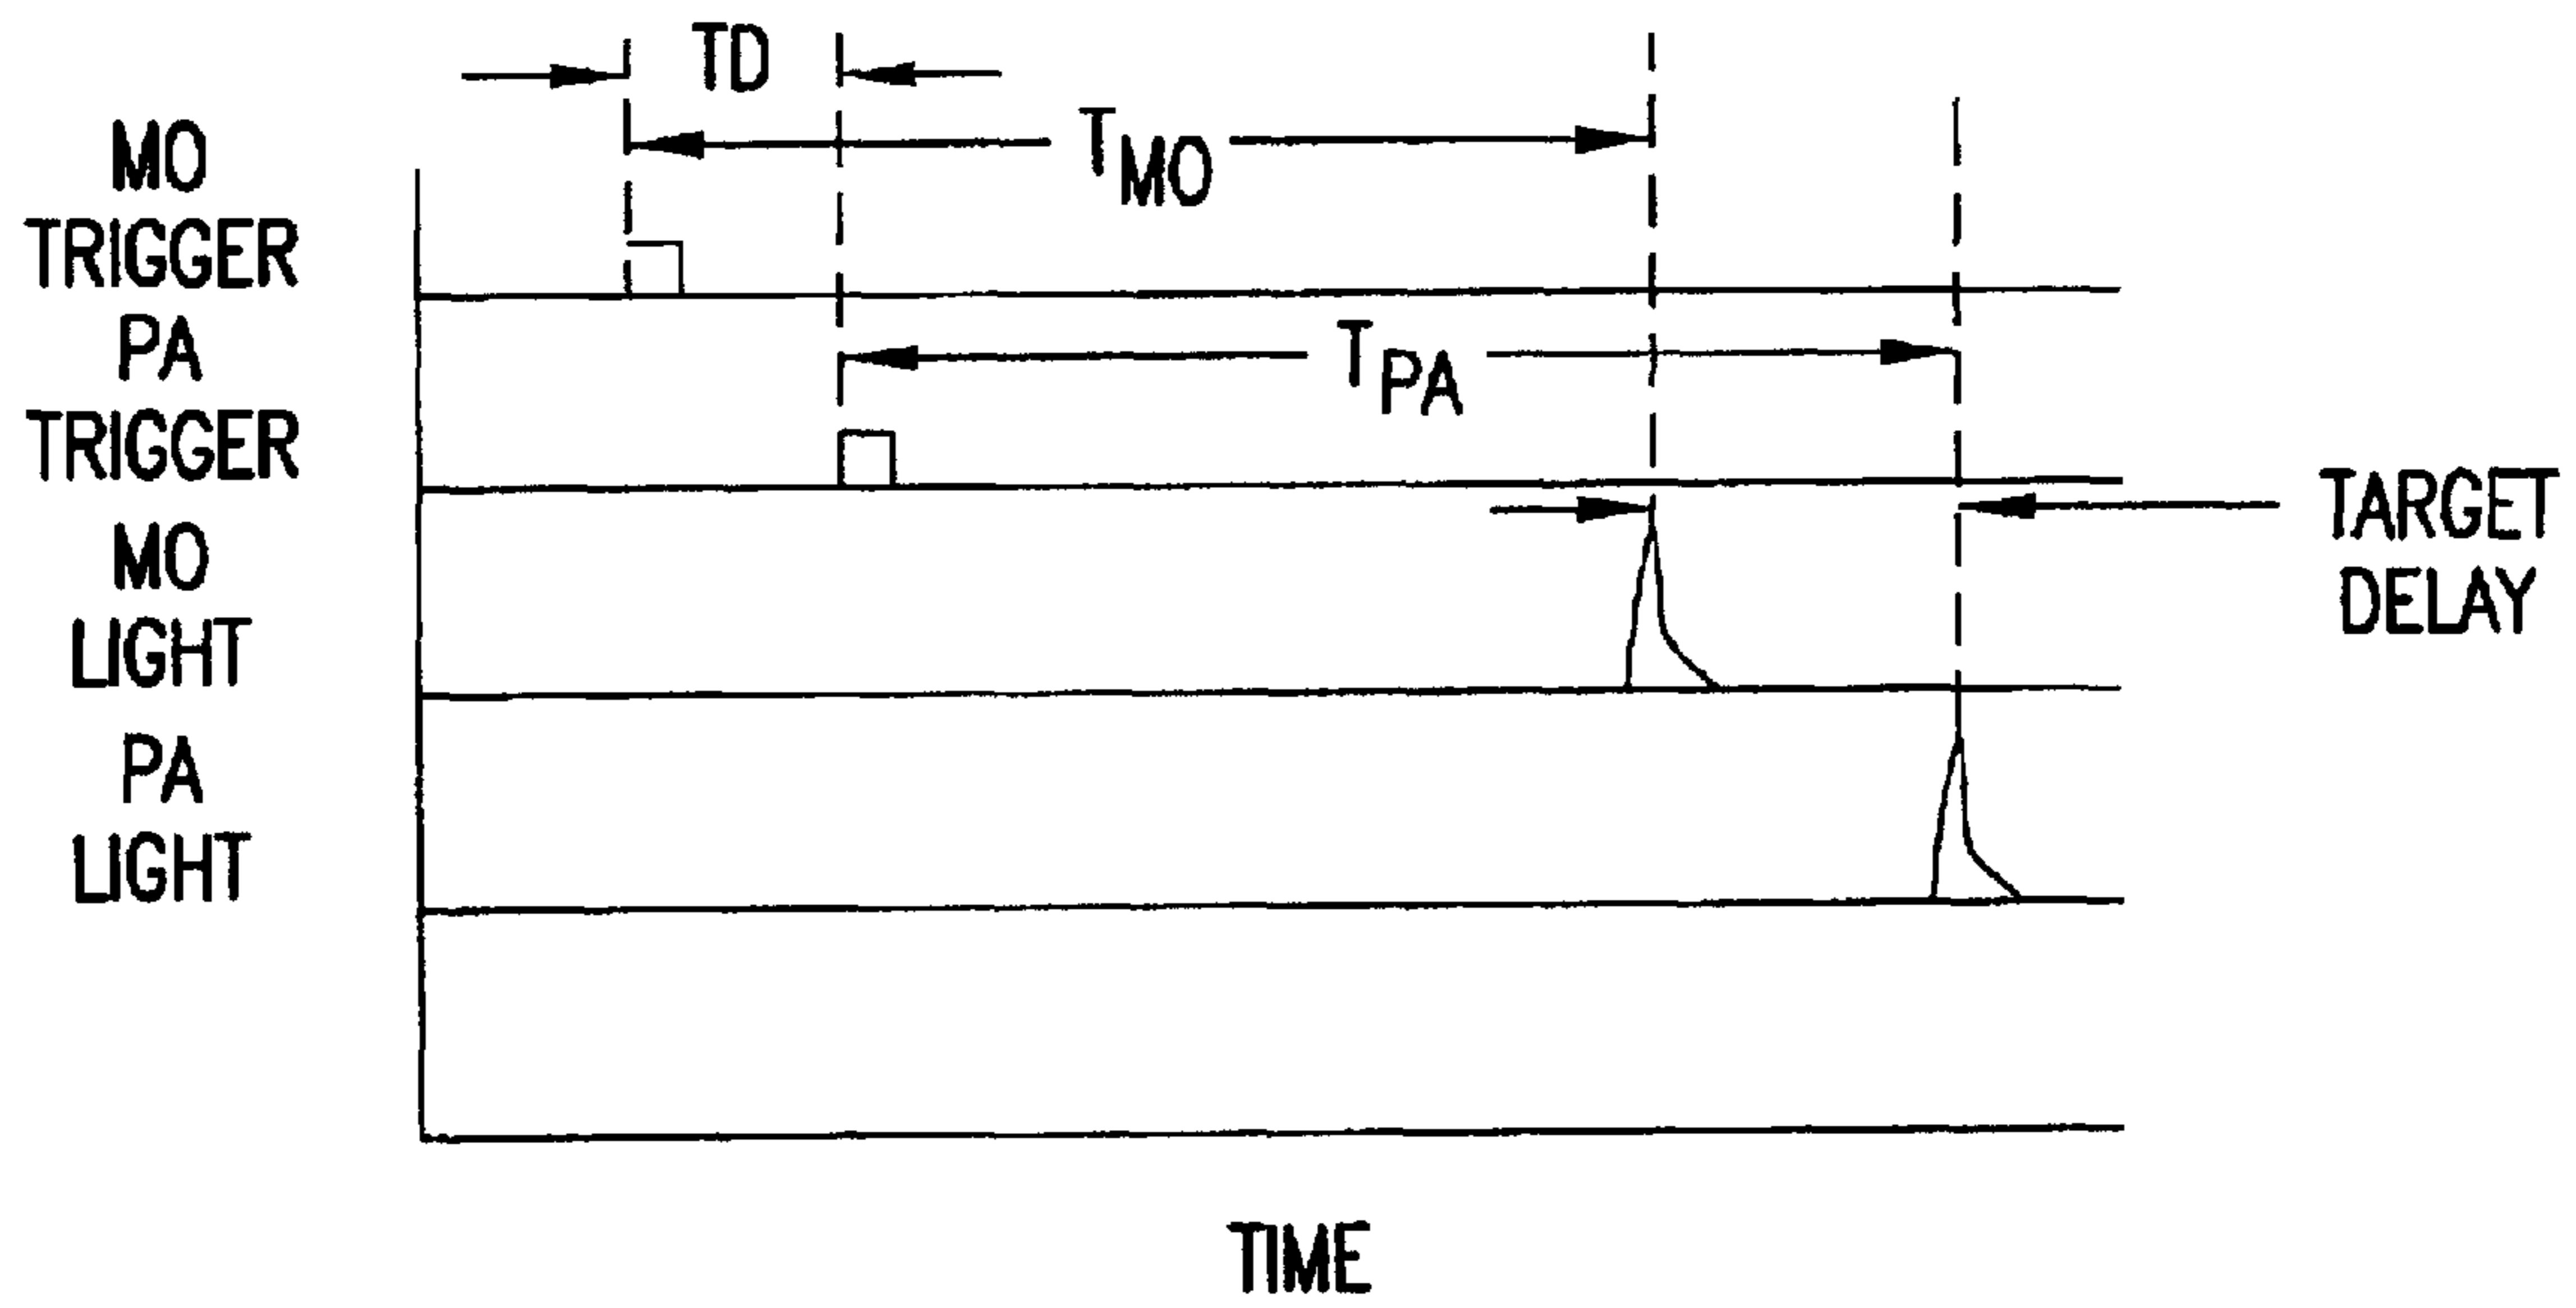 TD
T_MO
MO
TRIGGER
T_PA
PA
TRIGGER
TARGET
DELAY
MO
LIGHT
PA
LIGHT
TIME